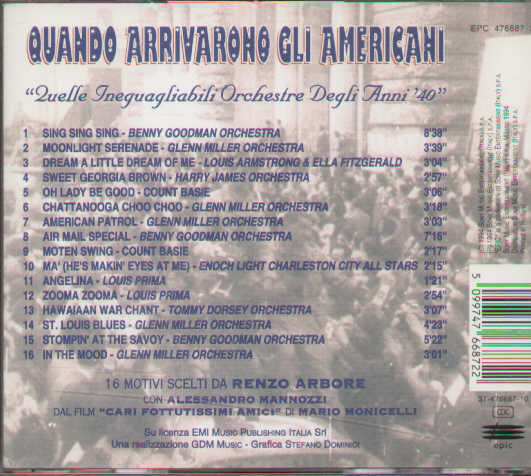 QUANDO ARRIVARONO GLI AMERICANI
EPC 476687
"Quelle Ineguagliabili Orchestre Degli Anni '40"
1 SING SING SING - BENNY GOODMAN ORCHESTRA 8'38"
2 MOONLIGHT SERENADE - GLENN MILLER ORCHESTRA 3'39"
3 DREAM A LITTLE DREAM OF ME - LOUIS ARMSTRONG & ELLA FITZGERALD 3'04"
4 SWEET GEORGIA BROWN - HARRY JAMES ORCHESTRA 2'57"
5 OH LADY BE GOOD - COUNT BASIE 3'06"
6 CHATTANOOGA CHOO CHOO - GLENN MILLER ORCHESTRA 3'18"
7 AMERICAN PATROL - GLENN MILLER ORCHESTRA 3'03"
8 AIR MAIL SPECIAL - BENNY GOODMAN ORCHESTRA 7'16"
9 MOTEN SWING - COUNT BASIE 2'17"
10 MA' (HE'S MAKIN' EYES AT ME) - ENOCH LIGHT CHARLESTON CITY ALL STARS 2'15"
11 ANGELINA - LOUIS PRIMA 1'21"
12 ZOOMA ZOOMA - LOUIS PRIMA 2'54"
13 HAWAIAAN WAR CHANT - TOMMY DORSEY ORCHESTRA 3'07"
14 ST. LOUIS BLUES - GLENN MILLER ORCHESTRA 4'23"
15 STOMPIN' AT THE SAVOY - BENNY GOODMAN ORCHESTRA 5'22"
16 IN THE MOOD - GLENN MILLER ORCHESTRA 3'01"
16 MOTIVI SCELTI DA RENZO ARBORE
CON ALESSANDRO MANNOZZI
DAL FILM "CARI FOTTUTISSIMI AMICI" DI MARIO MONICELLI
Su licenza EMI MUSIC PUBLISHING ITALIA Srl
Una realizzazione GDM MUSIC - Grafica STEFANO DOMINICI
5 099747 668722
37-476687-10
epic